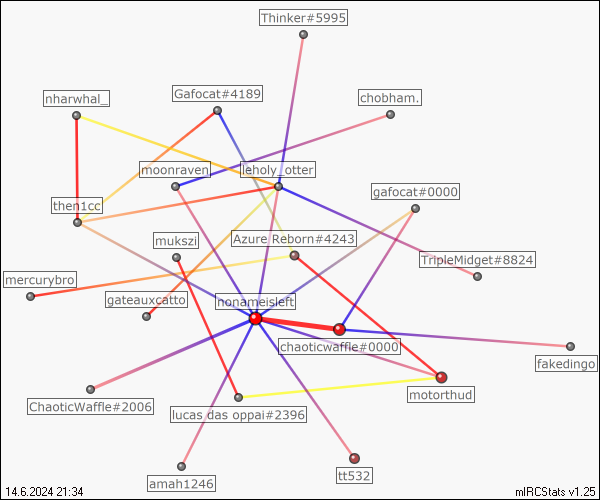 Thinker#5995
nharwhal_
Gafocat#4189
chobham.
moonraven
leholy_otter
gafocat#0000
then1cc
mukszi
Azure Reborn#4243
TripleMidget#8824
mercurybro
gateauxcatto
nonameisleft
chaoticwaffle#0000
fakedingo
motorthud
ChaoticWaffle#2006
lucas das oppai#2396
amah1246
tt532
14.6.2024 21:34
mIRCStats v1.25